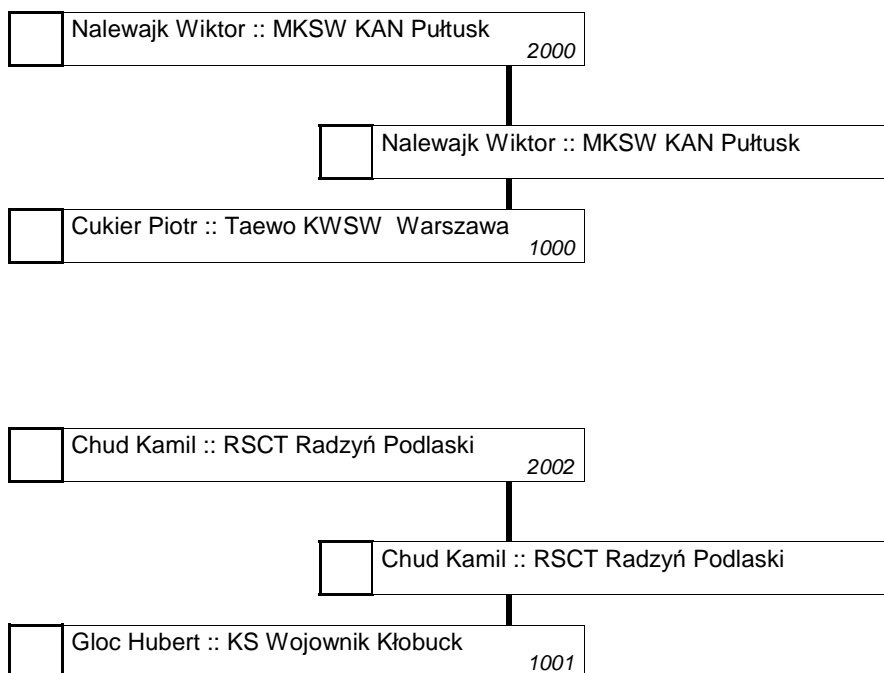 Nalewajk Wiktor :: MKSW KAN Pułtusk
2000
Nalewajk Wiktor :: MKSW KAN Pułtusk
Cukier Piotr :: Taewo KWSW  Warszawa
1000
Chud Kamil :: RSCT Radzyń Podlaski
2002
Chud Kamil :: RSCT Radzyń Podlaski
Gloc Hubert :: KS Wojownik Kłobuck
1001